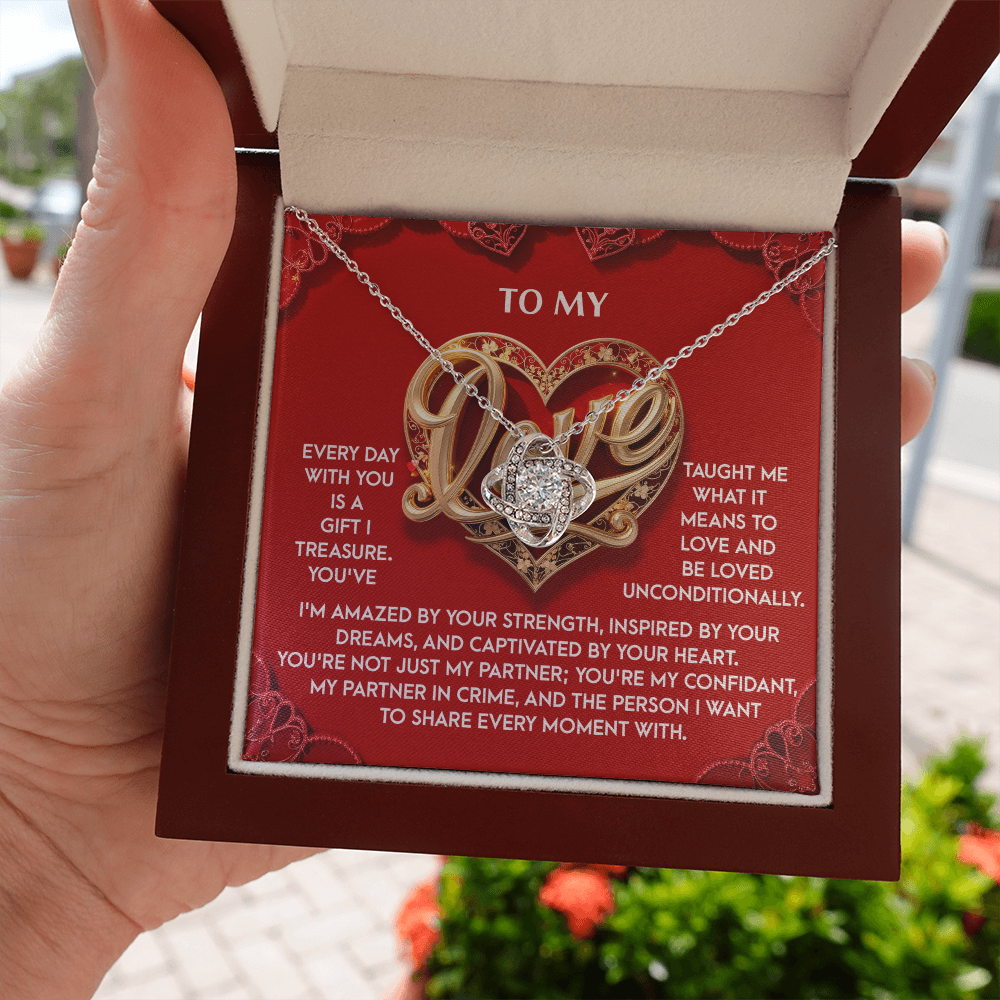 TO MY
Love
EVERY DAY
WITH YOU
IS A
GIFT I
TREASURE.
YOU'VE
TAUGHT ME
WHAT IT
MEANS TO
LOVE AND
BE LOVED
UNCONDITIONALLY.
I'M AMAZED BY YOUR STRENGTH, INSPIRED BY YOUR
DREAMS, AND CAPTIVATED BY YOUR HEART.
YOU'RE NOT JUST MY PARTNER; YOU'RE MY CONFIDANT,
MY PARTNER IN CRIME, AND THE PERSON I WANT
TO SHARE EVERY MOMENT WITH.